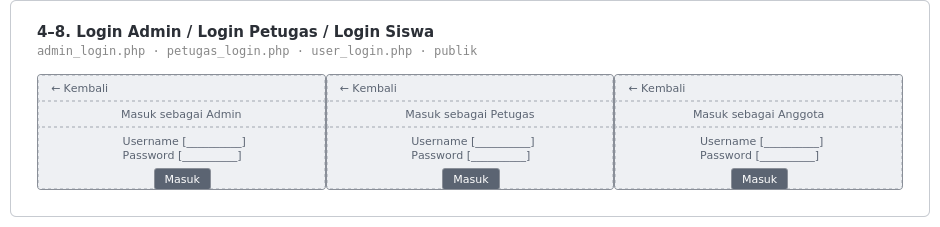 4–8. Login Admin / Login Petugas / Login Siswa
admin_login.php · petugas_login.php · user_login.php · publik
← Kembali
Masuk sebagai Admin
Username [_________]
Password [_________]
Masuk
← Kembali
Masuk sebagai Petugas
Username [_________]
Password [_________]
Masuk
← Kembali
Masuk sebagai Anggota
Username [_________]
Password [_________]
Masuk